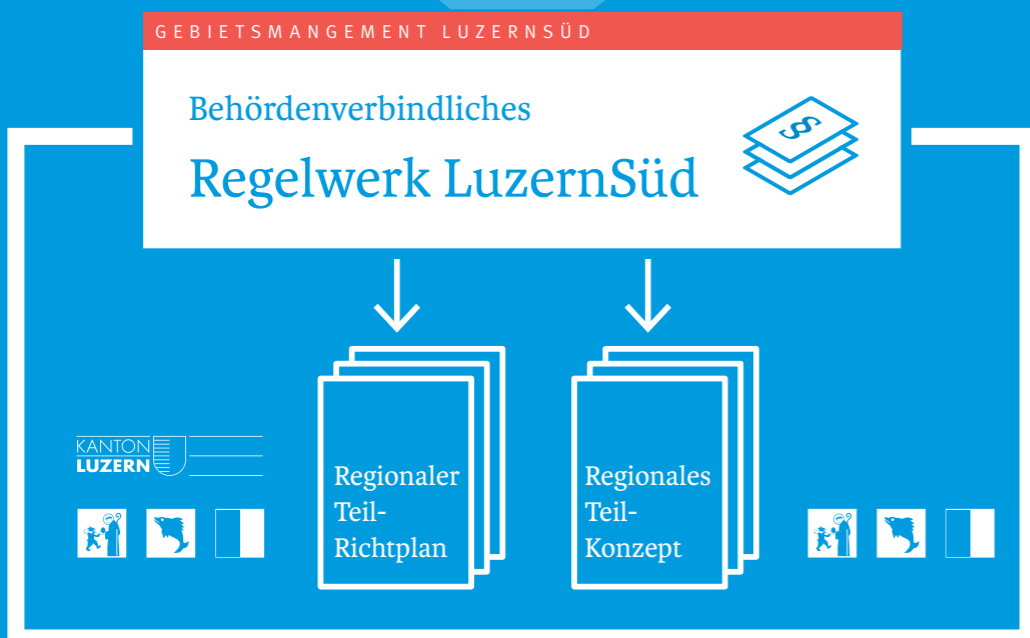 GEBIETSMANGEMENT LUZERNSÜD
Behördenverbindliches
Regelwerk LuzernSüd
§
KANTON
LUZERN
Regionaler
Teil-
Richtplan
Regionales
Teil-
Konzept